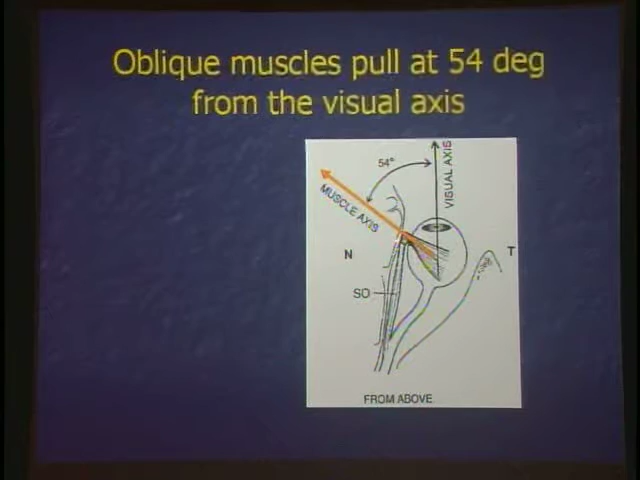 Oblique muscles pull at 54 deg
from the visual axis
54°
VISUAL AXIS
MUSCLE AXIS
N
T
SO
FROM ABOVE